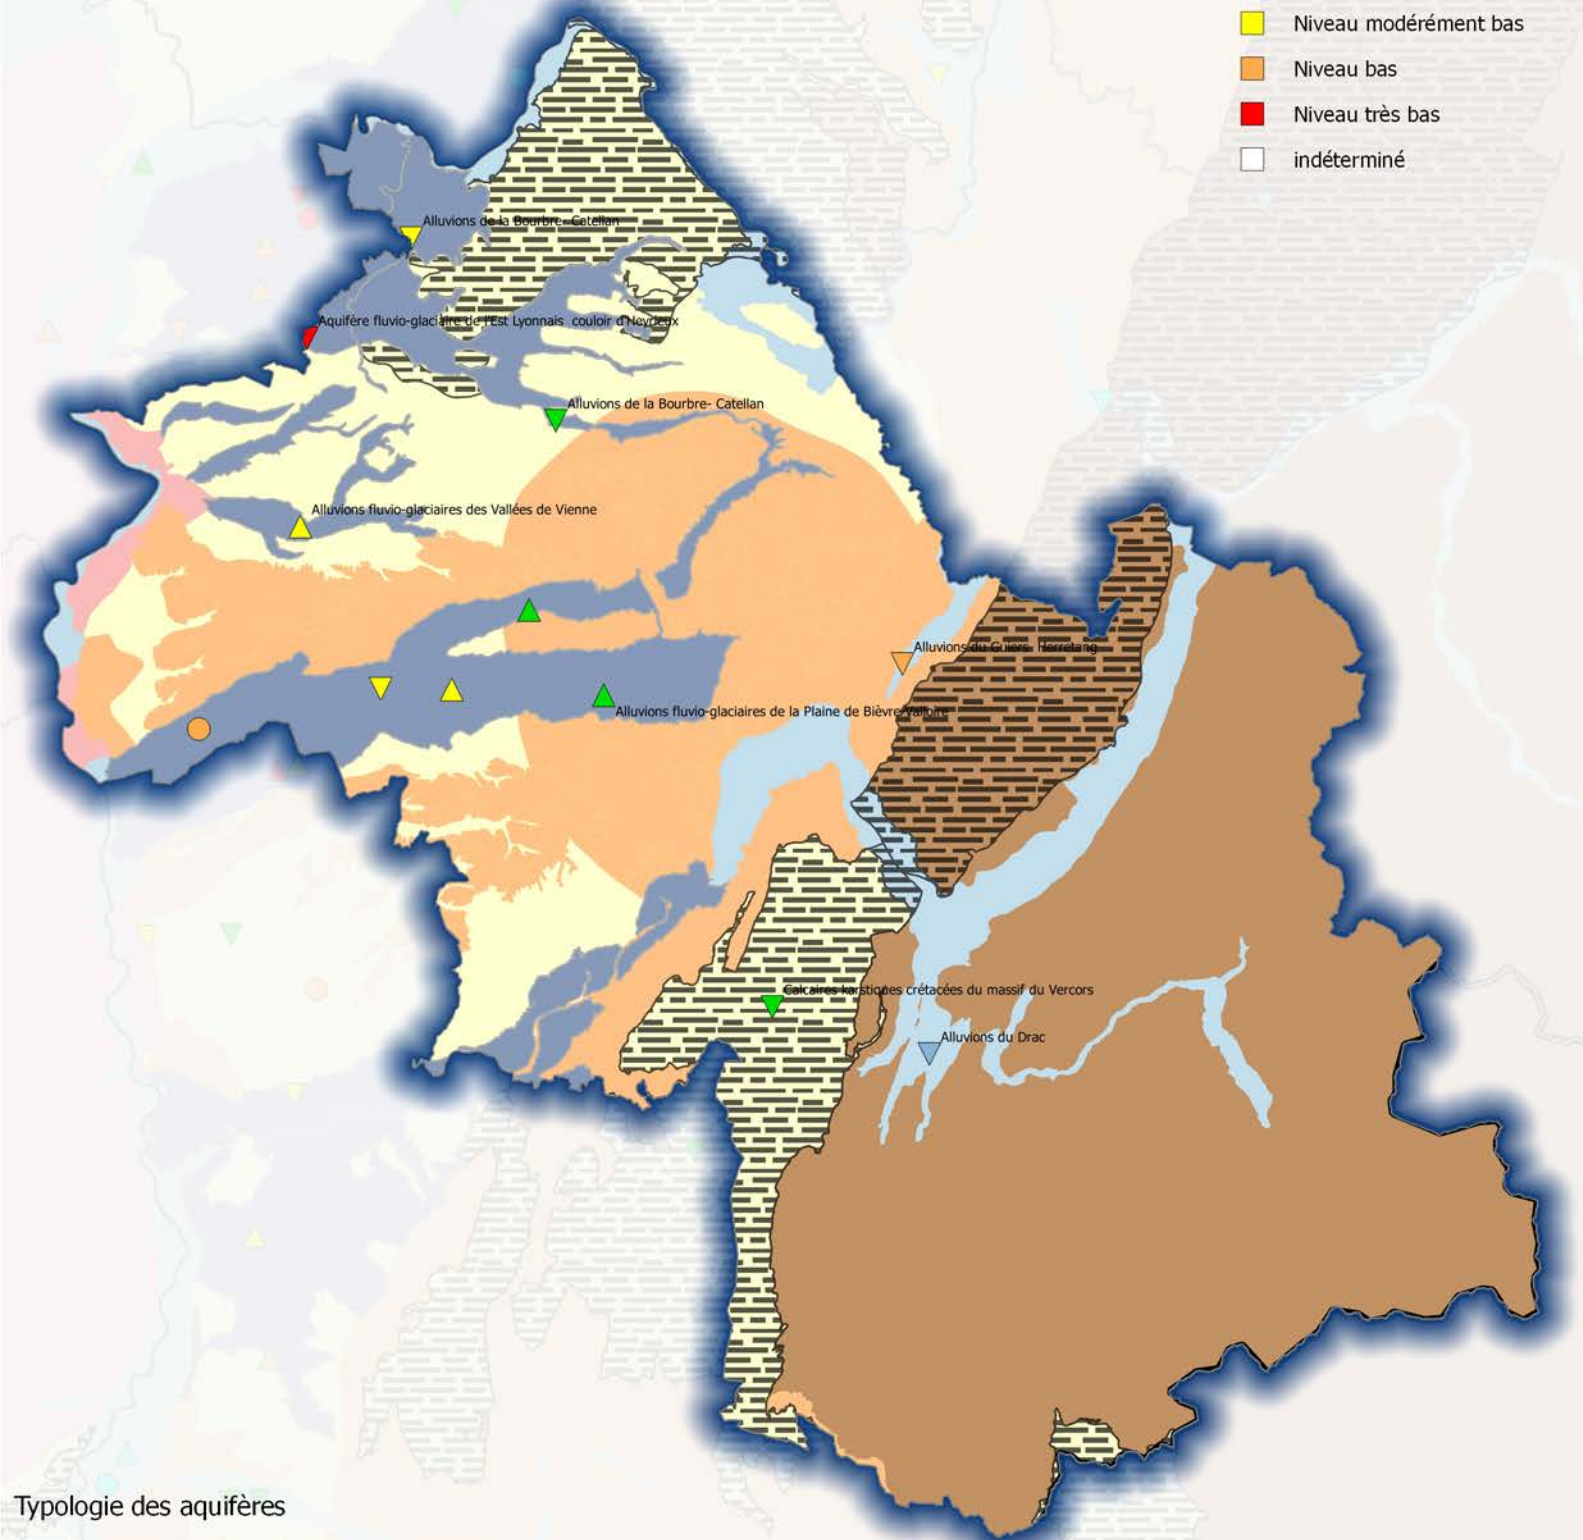 Niveau modérément bas
Niveau bas
Niveau très bas
indéterminé
Alluvions de la Bourbre- Catellan
Aquifère fluvio-glaciaire de l'Est Lyonnais couloir d'Heyrieux
Alluvions de la Bourbre- Catellan
Alluvions fluvio-glaciaires des Vallées de Vienne
Alluvions du Guiers- Herretang
Alluvions fluvio-glaciaires de la Plaine de Bièvre-Valloire
Calcaires karstiques crétacées du massif du Vercors
Alluvions du Drac
Typologie des aquifères